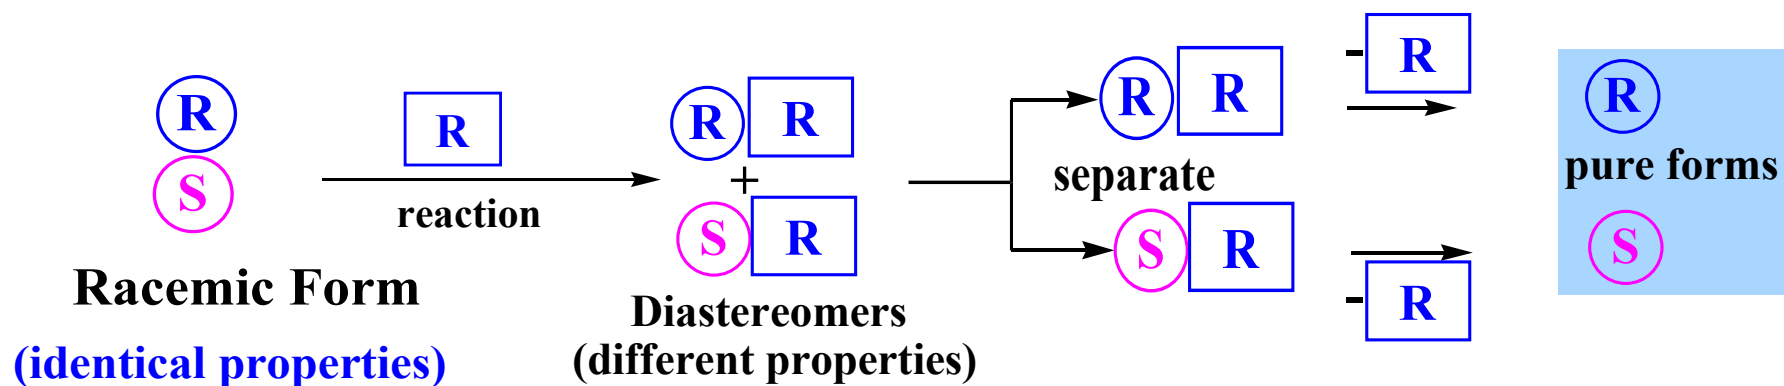 R
S
Racemic Form
(identical properties)
R
reaction
R R
+
S R
Diastereomers
(different properties)
R R
separate
S R
- R
- R
R
pure forms
S